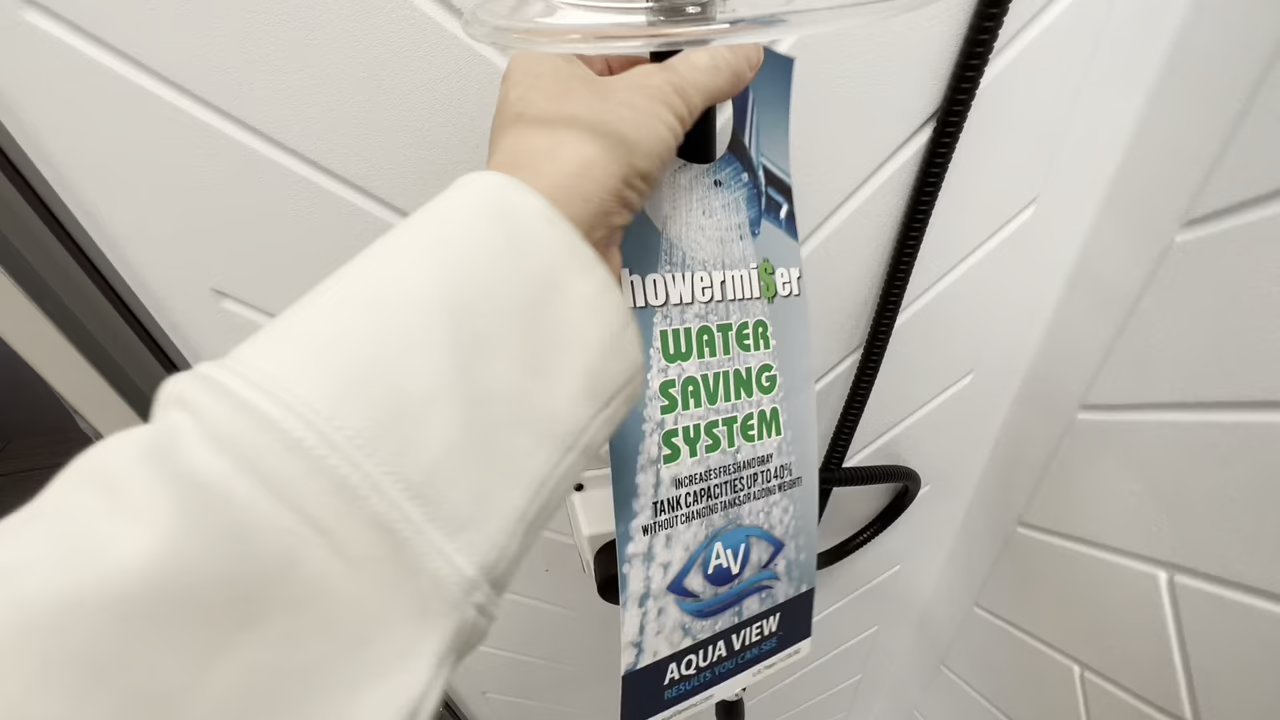 howermi$er
WATER
SAVING
SYSTEM
INCREASES FRESH AND GRAY
TANK CAPACITIES UP TO 40%
WITHOUT CHANGING TANKS OR ADDING WEIGHT!
AV
AQUA VIEW
RESULTS YOU CAN SEE